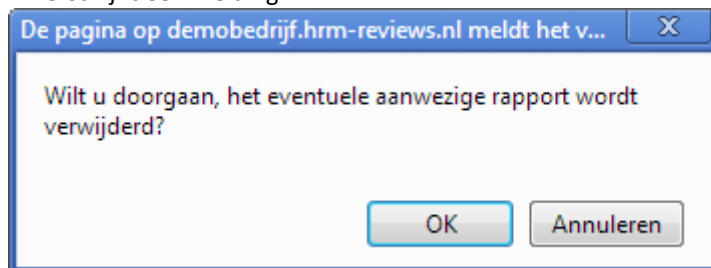 De pagina op demobedrijf.hrm-reviews.nl meldt het v...
Wilt u doorgaan, het eventuele aanwezige rapport wordt
verwijderd?
OK
Annuleren